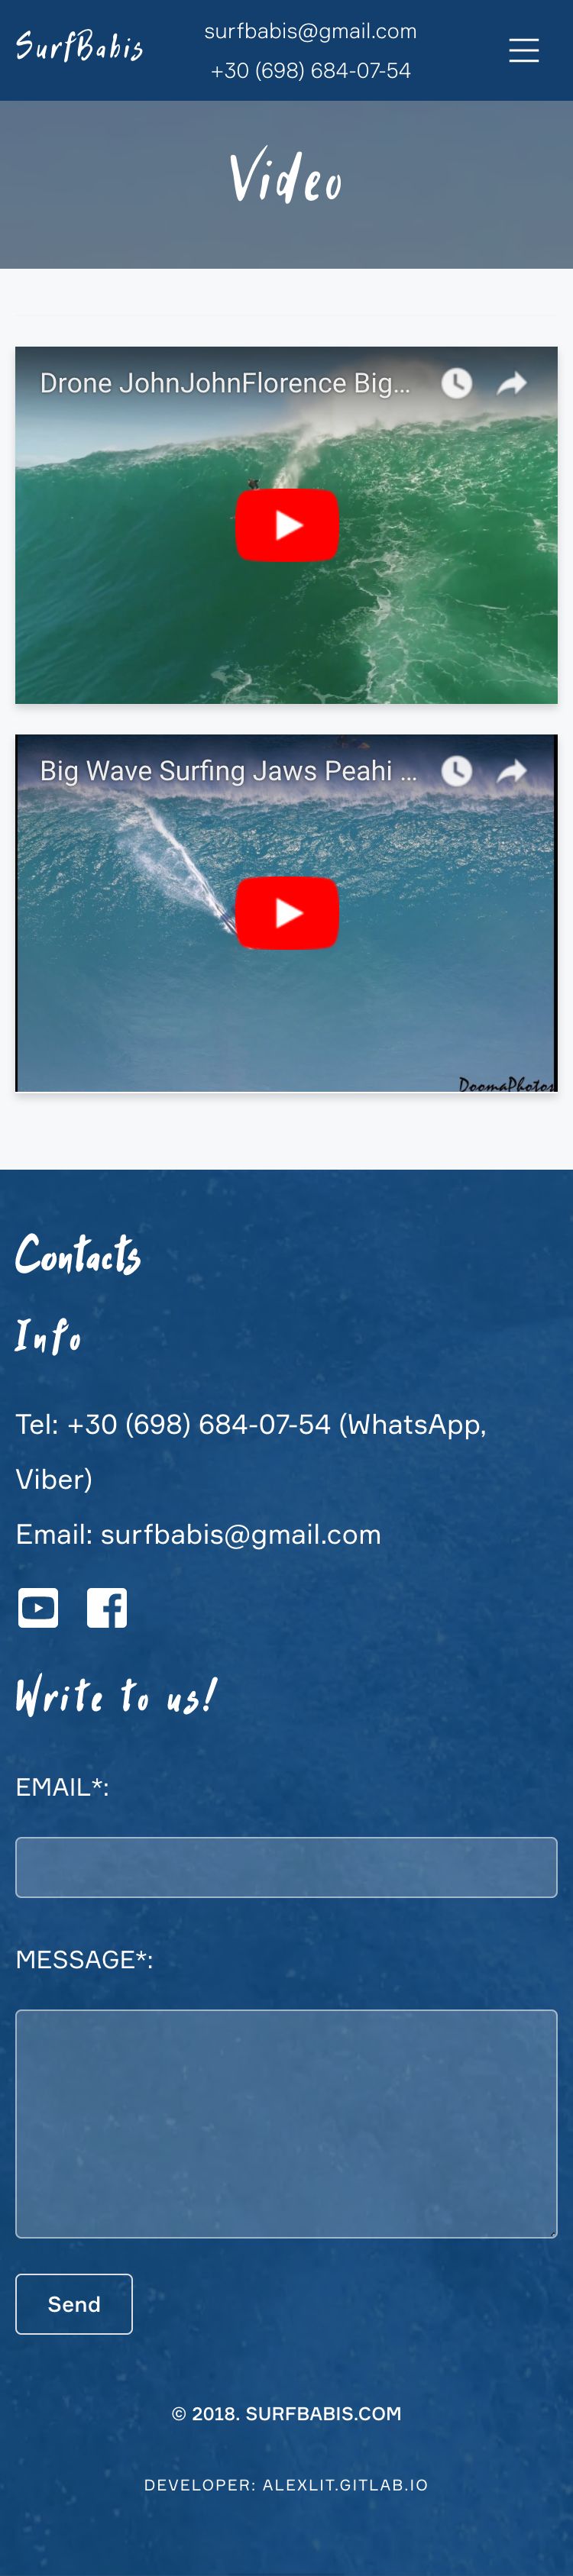 SurfBabis
surfbabis@gmail.com
+30 (698) 684-07-54
Video
Drone JohnJohnFlorence Big...
Big Wave Surfing Jaws Peahi ...
DoomaPhotos
Contacts
Info
Tel: +30 (698) 684-07-54 (WhatsApp,
Viber)
Email: surfbabis@gmail.com
Write to us!
EMAIL*:
MESSAGE*:
Send
© 2018. SURFBABIS.COM
DEVELOPER: ALEXLIT.GITLAB.IO